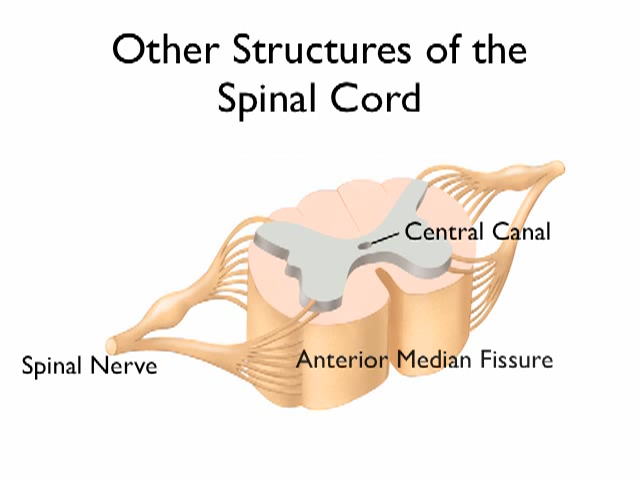 Other Structures of the
Spinal Cord
Central Canal
Spinal Nerve
Anterior Median Fissure